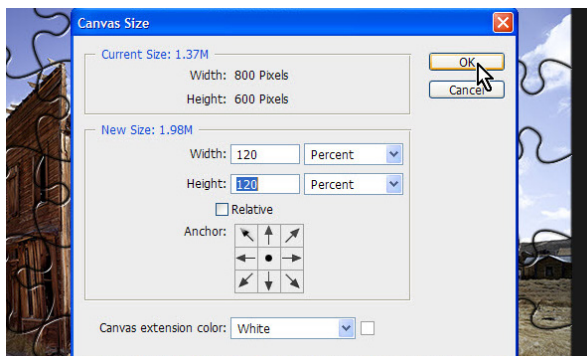 Canvas Size
Current Size: 1.37M
Width: 800 Pixels
Height: 600 Pixels
OK
Cancel
New Size: 1.98M
Width: 120 Percent
Height: 120 Percent
Relative
Anchor:
Canvas extension color: White